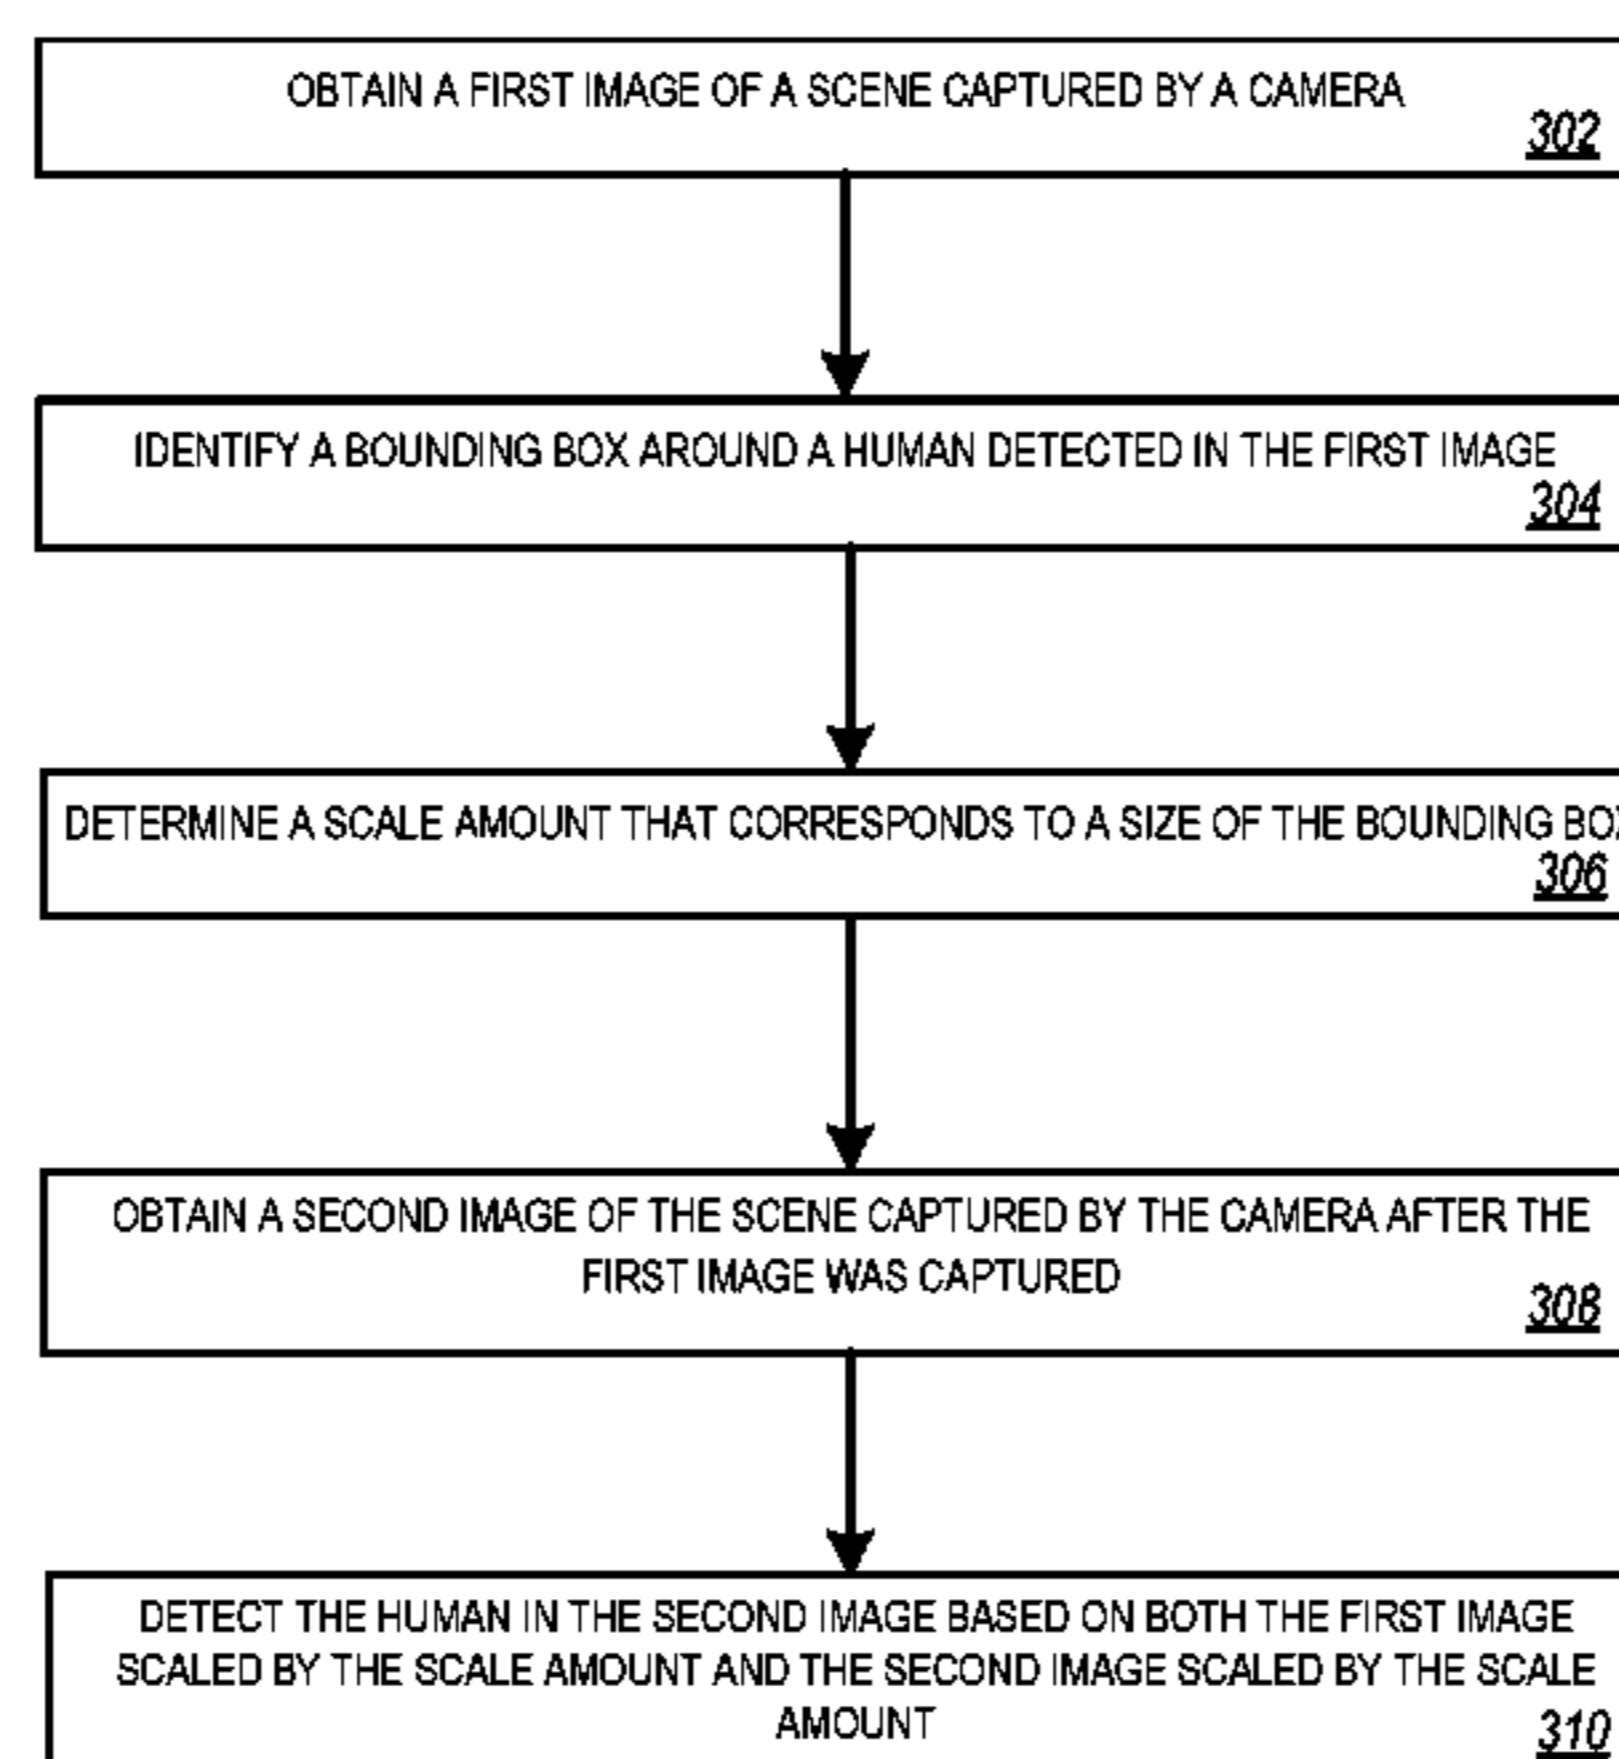 OBTAIN A FIRST IMAGE OF A SCENE CAPTURED BY A CAMERA
302
IDENTIFY A BOUNDING BOX AROUND A HUMAN DETECTED IN THE FIRST IMAGE
304
DETERMINE A SCALE AMOUNT THAT CORRESPONDS TO A SIZE OF THE BOUNDING BOX
306
OBTAIN A SECOND IMAGE OF THE SCENE CAPTURED BY THE CAMERA AFTER THE
FIRST IMAGE WAS CAPTURED
308
DETECT THE HUMAN IN THE SECOND IMAGE BASED ON BOTH THE FIRST IMAGE
SCALED BY THE SCALE AMOUNT AND THE SECOND IMAGE SCALED BY THE SCALE
AMOUNT
310